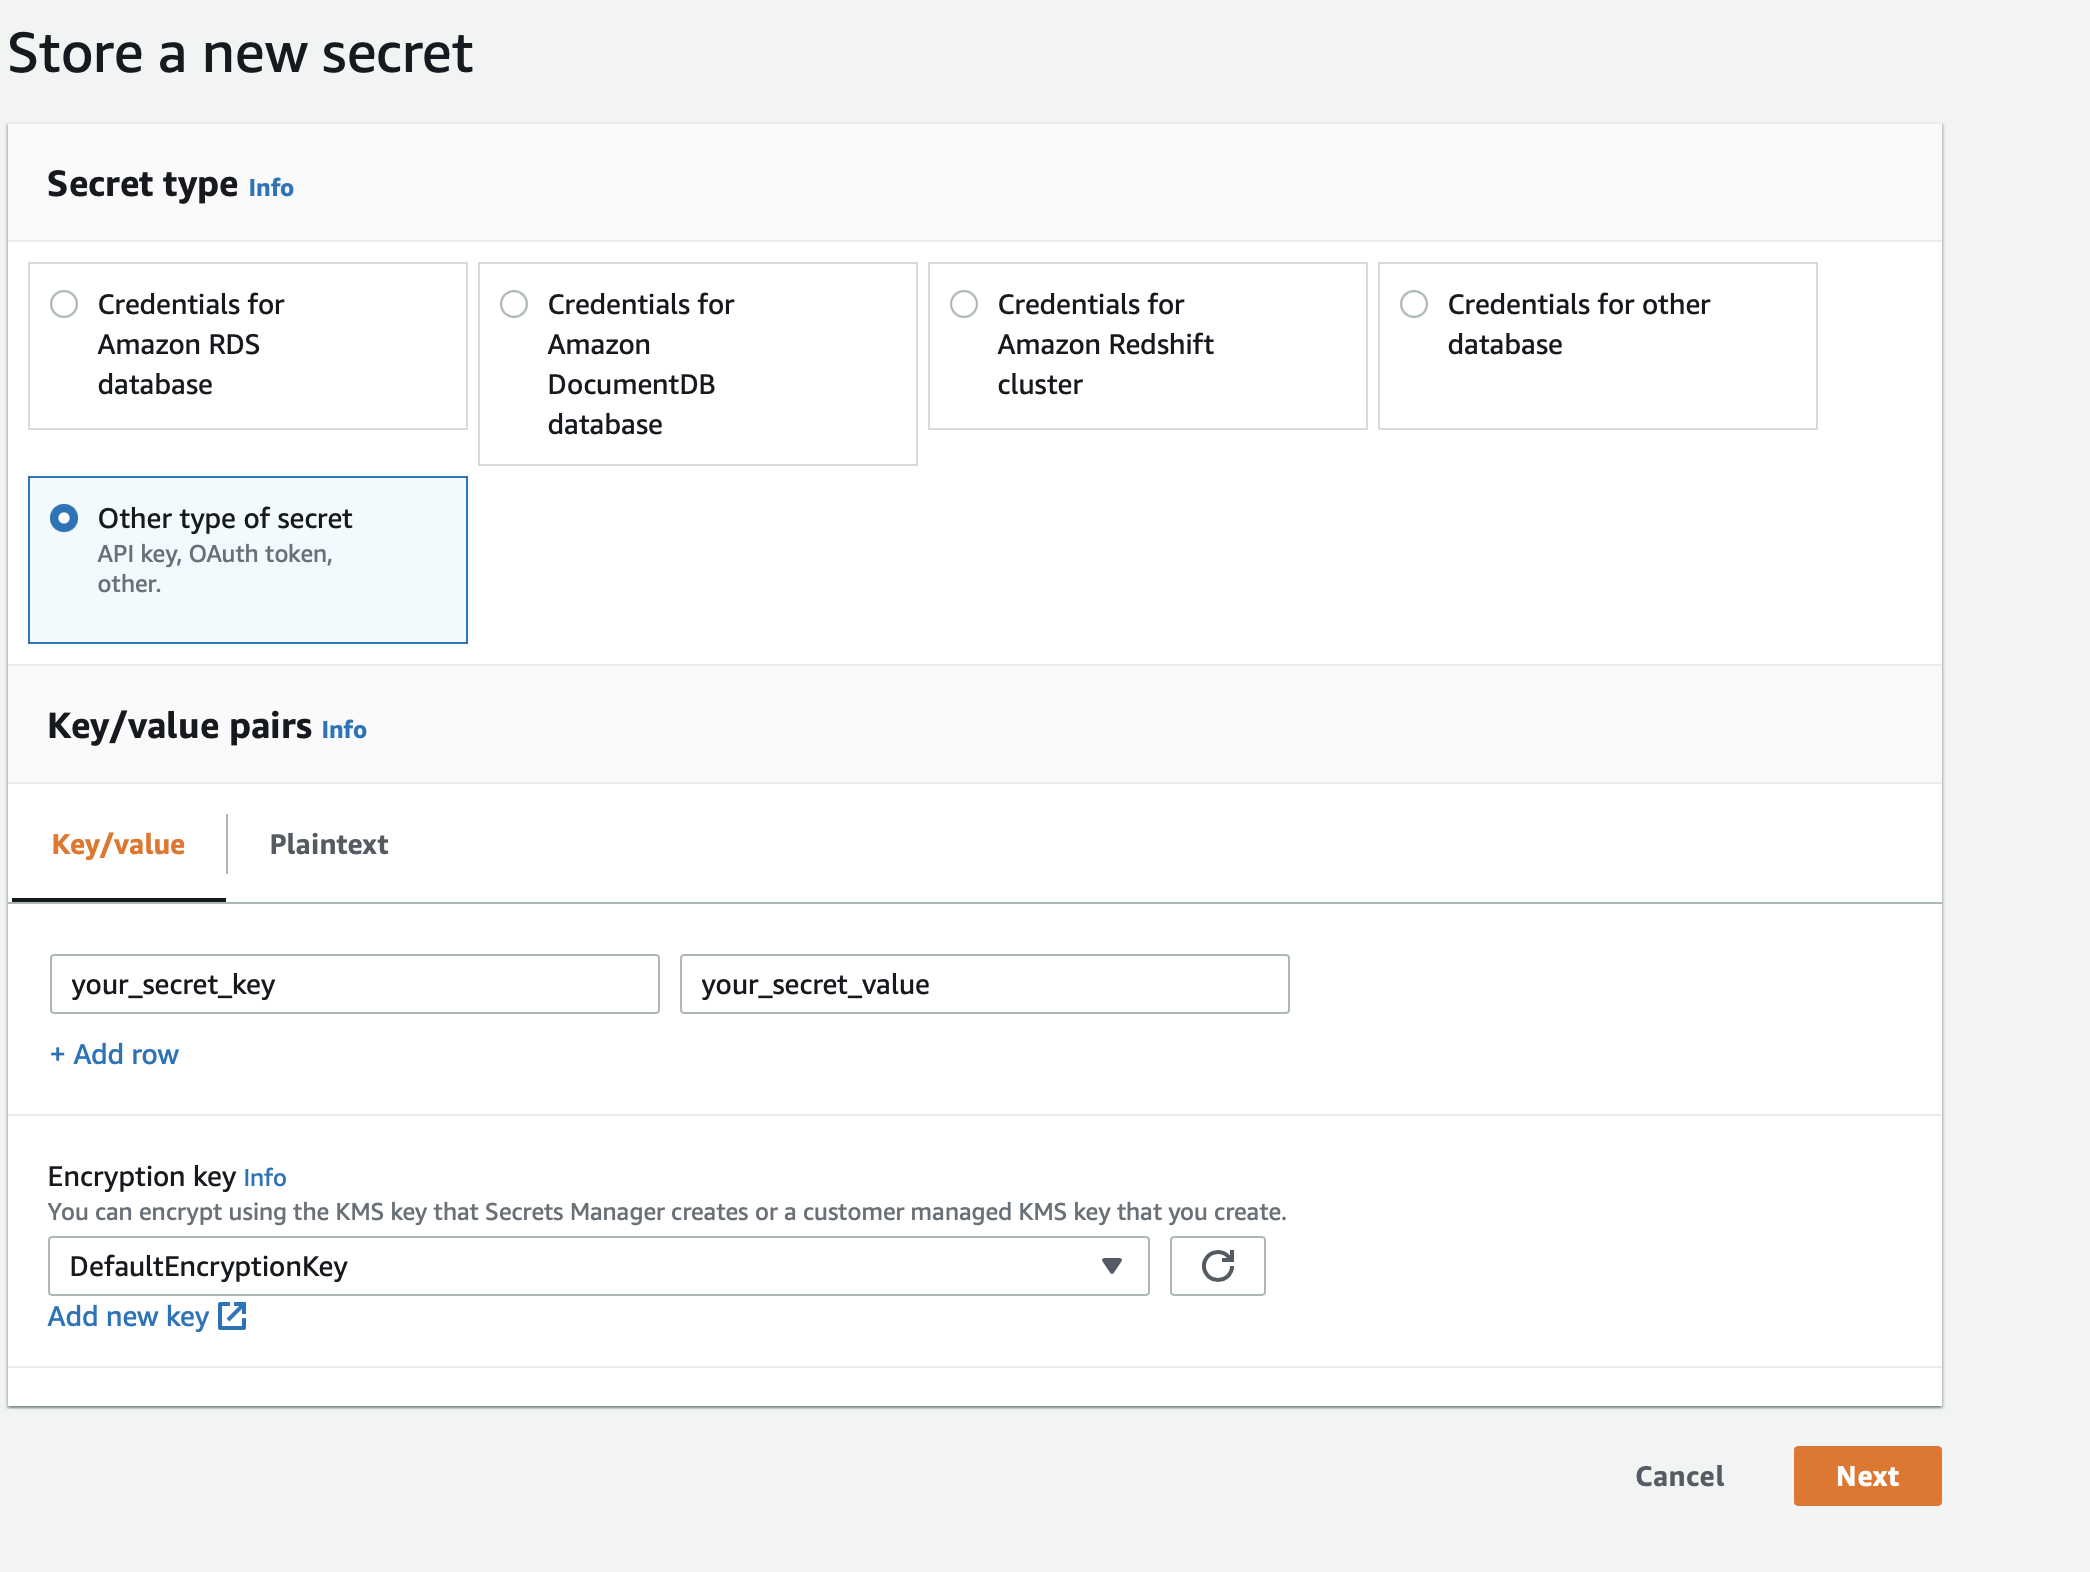 Store a new secret
Secret type Info
Credentials for
Amazon RDS
database
Credentials for
Amazon
DocumentDB
database
Credentials for
Amazon Redshift
cluster
Credentials for other
database
Other type of secret
API key, OAuth token,
other.
Key/value pairs Info
Key/value
Plaintext
your_secret_key
your_secret_value
+ Add row
Encryption key Info
You can encrypt using the KMS key that Secrets Manager creates or a customer managed KMS key that you create.
DefaultEncryptionKey
Add new key
Cancel
Next